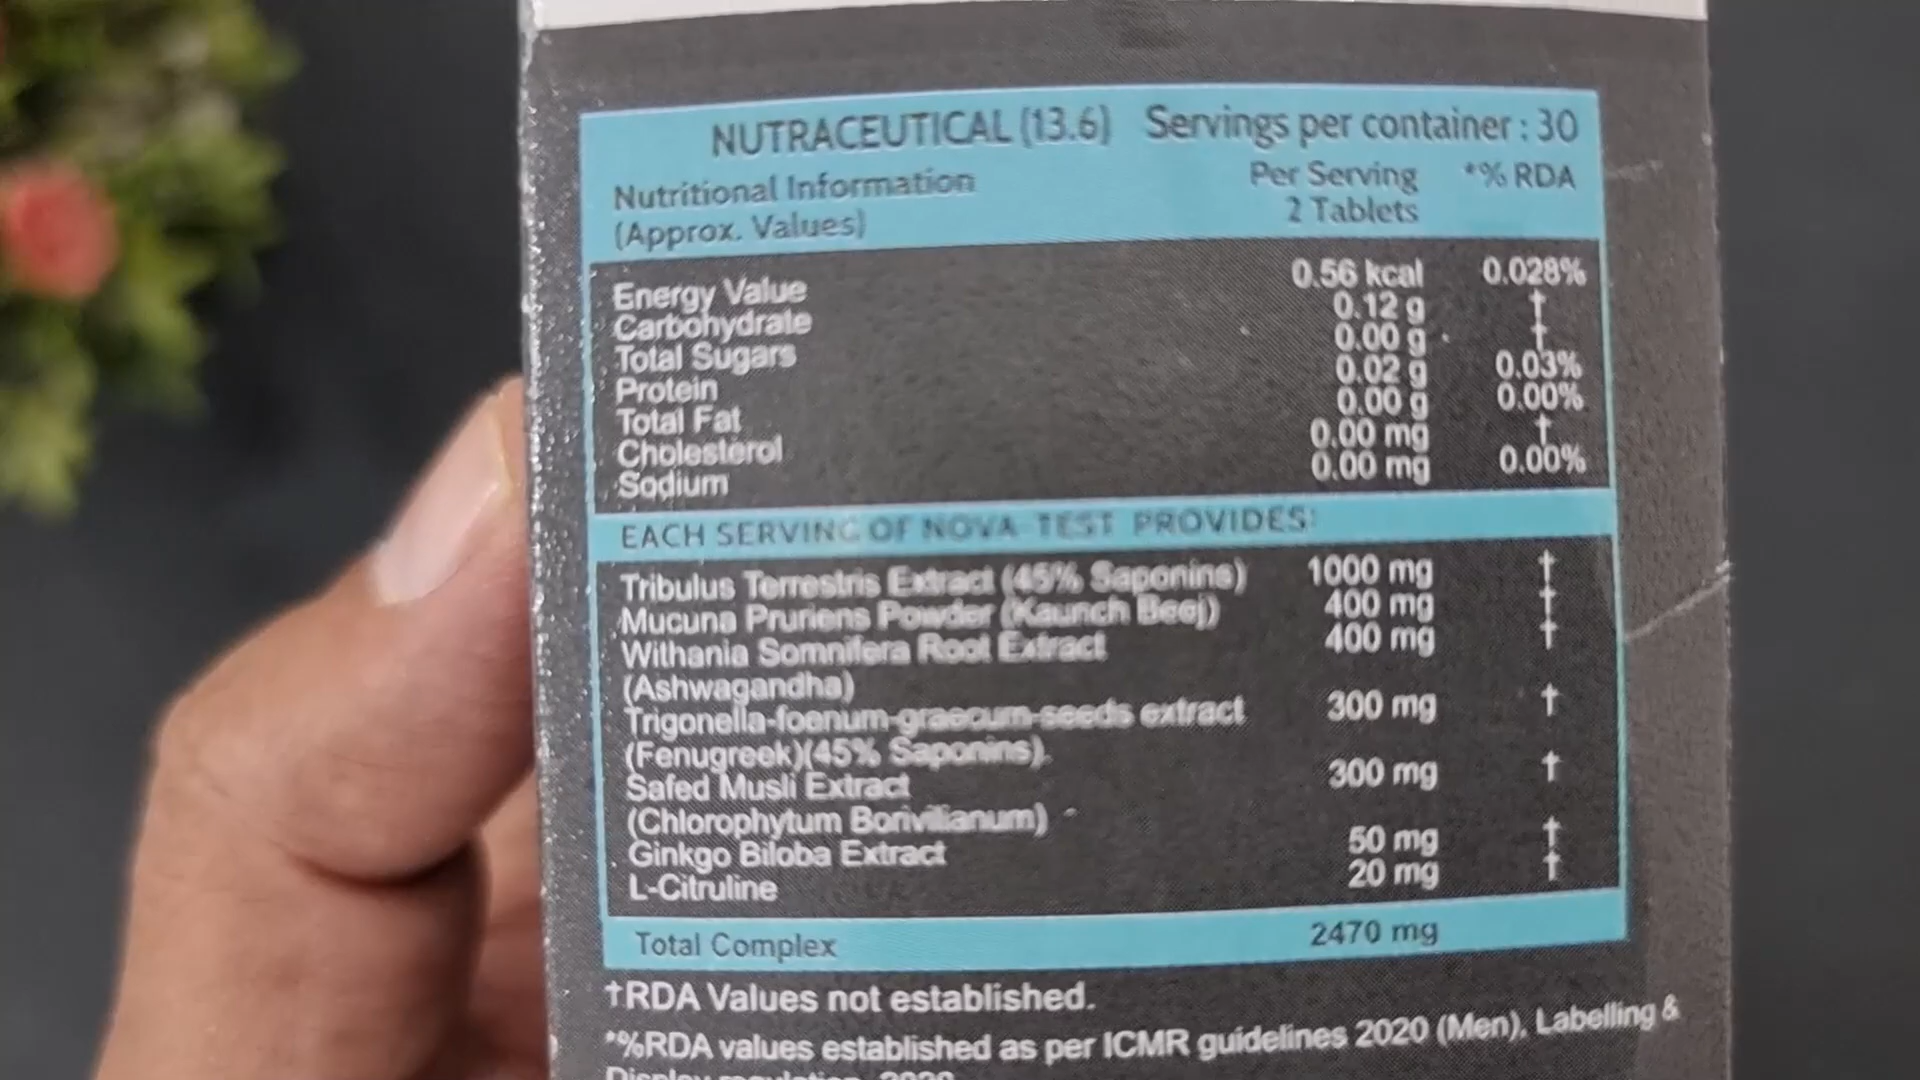 NUTRACEUTICAL (13.6) Servings per container : 30
Nutritional Information Per Serving *% RDA
(Approx. Values) 2 Tablets
Energy Value 0.56 kcal 0.028%
Carbohydrate 0.12 g †
Total Sugars 0.00 g †
Protein 0.02 g 0.03%
Total Fat 0.00 g 0.00%
Cholesterol 0.00 mg †
Sodium 0.00 mg 0.00%
EACH SERVING OF NOVA TEST PROVIDES:
Tribulus Terrestris Extract (45% Saponins) 1000 mg †
Mucuna Pruriens Powder (Kaunch Beej) 400 mg †
Withania Somnifera Root Extract 400 mg †
(Ashwagandha)
Trigonella-foenum-graecum-seeds extract 300 mg †
(Fenugreek)(45% Saponins).
Safed Musli Extract 300 mg †
(Chlorophytum Borivilianum)
Ginkgo Biloba Extract 50 mg †
L-Citruline 20 mg †
Total Complex 2470 mg
†RDA Values not established.
*%RDA values established as per ICMR guidelines 2020 (Men), Labelling &
Display regulation, 2020